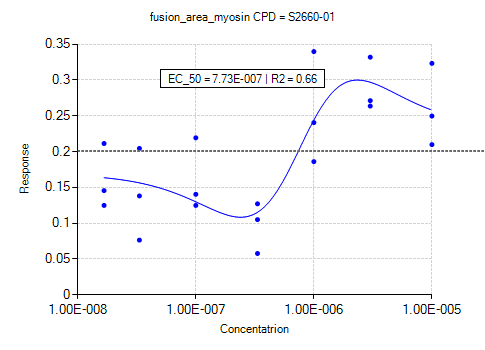 fusion_area_myosin CPD = S2660-01
0.35
EC_50 = 7.73E-007 | R2 = 0.66
0.3
0.25
0.2
0.15
0.1
0.05
0
Response
1.00E-008 1.00E-007 1.00E-006 1.00E-005
Concentatrion